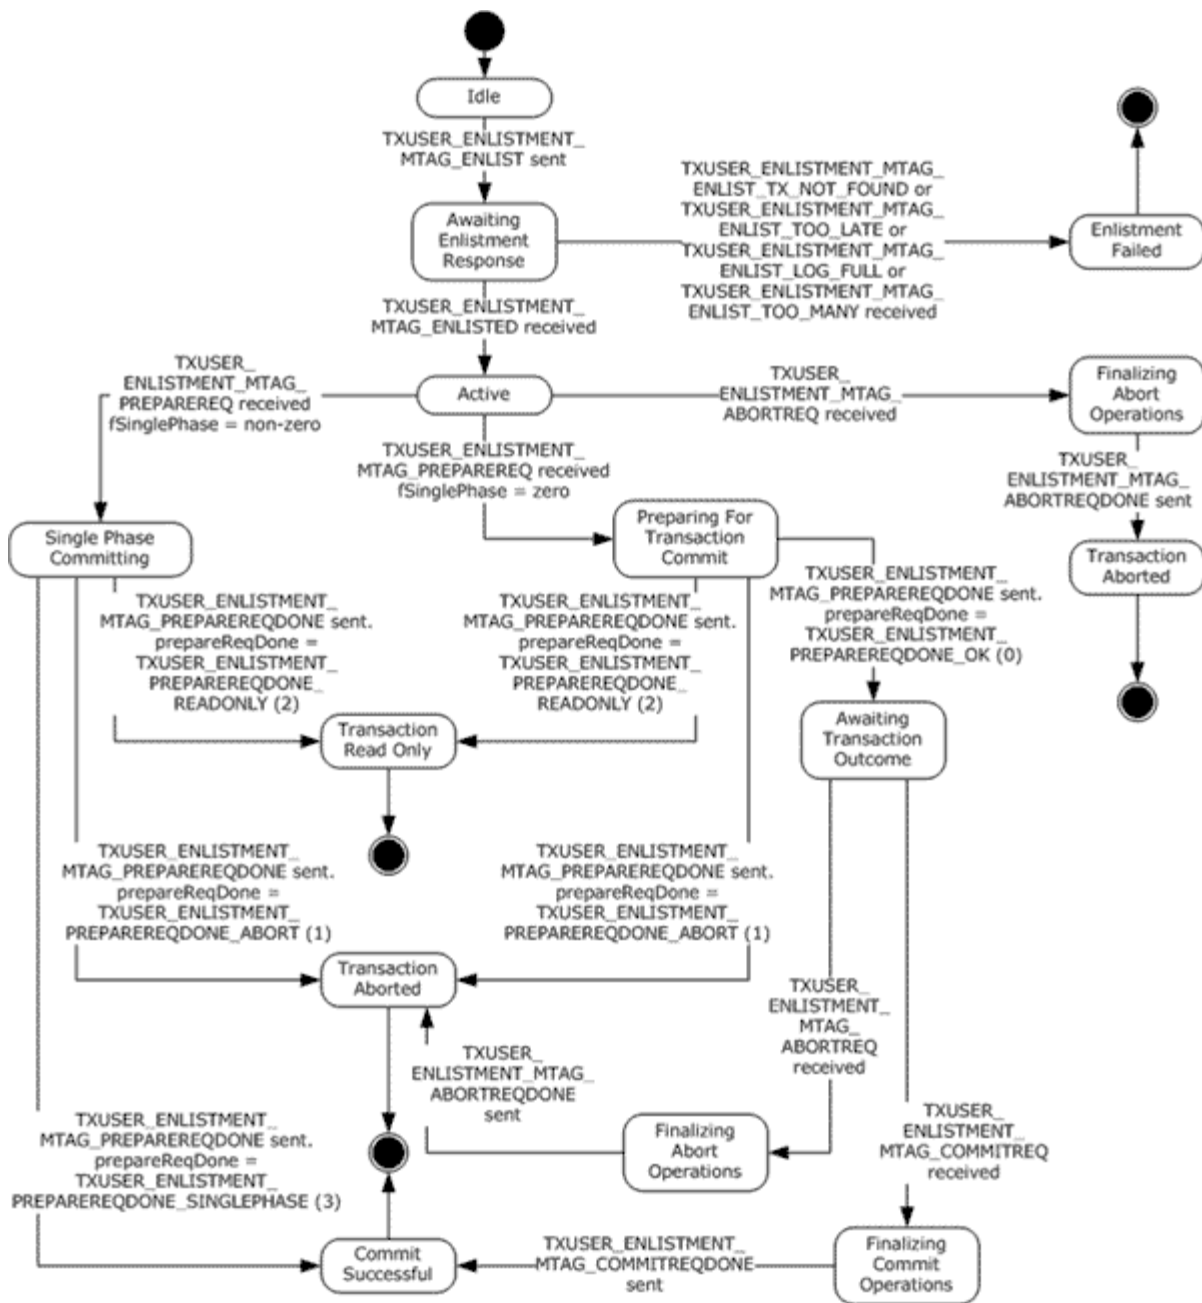 Idle
TXUSER_ENLISTMENT_
MTAG_ENLIST sent
Awaiting
Enlistment
Response
TXUSER_ENLISTMENT_MTAG_
ENLIST_TX_NOT_FOUND or
TXUSER_ENLISTMENT_MTAG_
ENLIST_TOO_LATE or
TXUSER_ENLISTMENT_MTAG_
ENLIST_LOG_FULL or
TXUSER_ENLISTMENT_MTAG_
ENLIST_TOO_MANY received
Enlistment
Failed
TXUSER_ENLISTMENT_
MTAG_ENLISTED received
TXUSER_
ENLISTMENT_MTAG_
PREPAREREQ received
fSinglePhase = non-zero
Active
TXUSER_
ENLISTMENT_MTAG_
ABORTREQ received
Finalizing
Abort
Operations
TXUSER_ENLISTMENT_
MTAG_PREPAREREQ received
fSinglePhase = zero
TXUSER_
ENLISTMENT_MTAG_
ABORTREQDONE sent
Single Phase
Committing
Preparing For
Transaction
Commit
Transaction
Aborted
TXUSER_ENLISTMENT_
MTAG_PREPAREREQDONE sent.
prepareReqDone =
TXUSER_ENLISTMENT_
PREPAREREQDONE_
READONLY (2)
TXUSER_ENLISTMENT_
MTAG_PREPAREREQDONE sent.
prepareReqDone =
TXUSER_ENLISTMENT_
PREPAREREQDONE_
READONLY (2)
TXUSER_ENLISTMENT_
MTAG_PREPAREREQDONE sent.
prepareReqDone =
TXUSER_ENLISTMENT_
PREPAREREQDONE_OK (0)
Transaction
Read Only
Awaiting
Transaction
Outcome
TXUSER_ENLISTMENT_
MTAG_PREPAREREQDONE sent.
prepareReqDone =
TXUSER_ENLISTMENT_
PREPAREREQDONE_ABORT (1)
TXUSER_ENLISTMENT_
MTAG_PREPAREREQDONE sent.
prepareReqDone =
TXUSER_ENLISTMENT_
PREPAREREQDONE_ABORT (1)
Transaction
Aborted
TXUSER_
ENLISTMENT_
MTAG_
ABORTREQ
received
TXUSER_
ENLISTMENT_MTAG_
ABORTREQDONE
sent
TXUSER_ENLISTMENT_
MTAG_PREPAREREQDONE sent.
prepareReqDone =
TXUSER_ENLISTMENT_
PREPAREREQDONE_SINGLEPHASE (3)
Finalizing
Abort
Operations
TXUSER_
ENLISTMENT_
MTAG_COMMITREQ
received
Commit
Successful
TXUSER_ENLISTMENT_
MTAG_COMMITREQDONE
sent
Finalizing
Commit
Operations